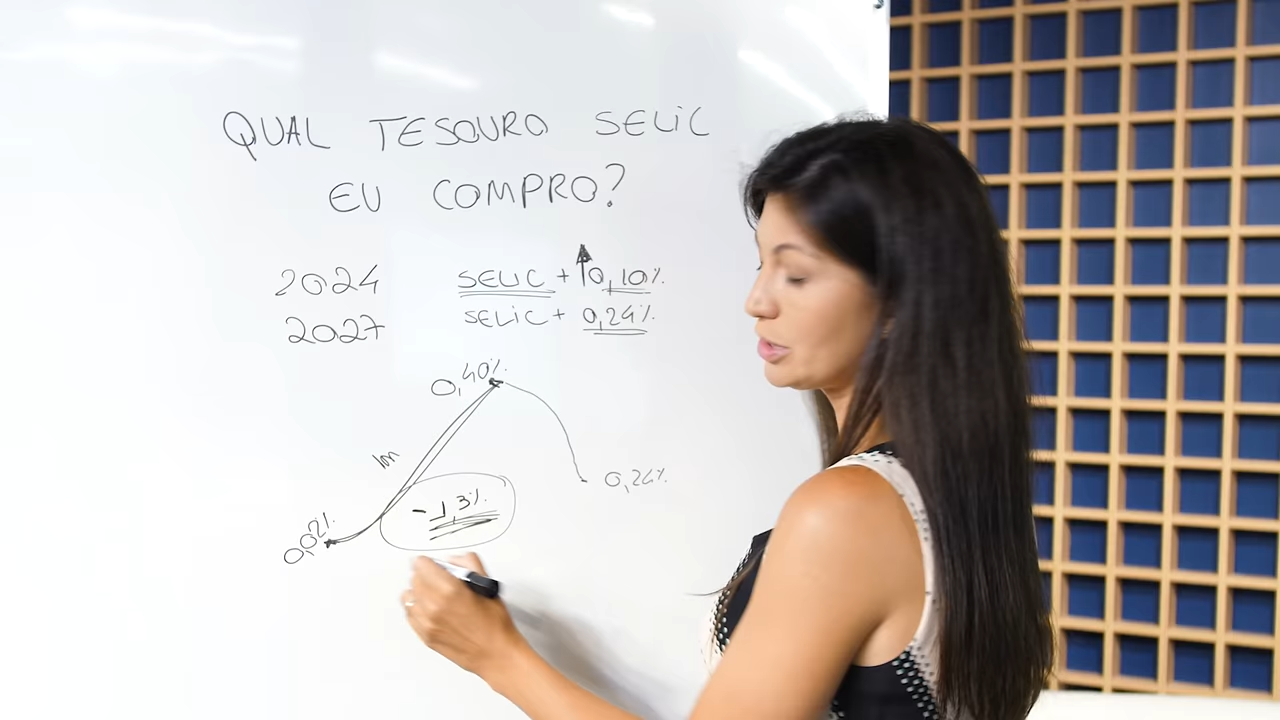 QUAL TESOURO SELIC
EU COMPRO?
2024 SELIC + 0,10%
2027 SELIC + 0,24%
0,40%
0,24%
-1,3%
0,02%